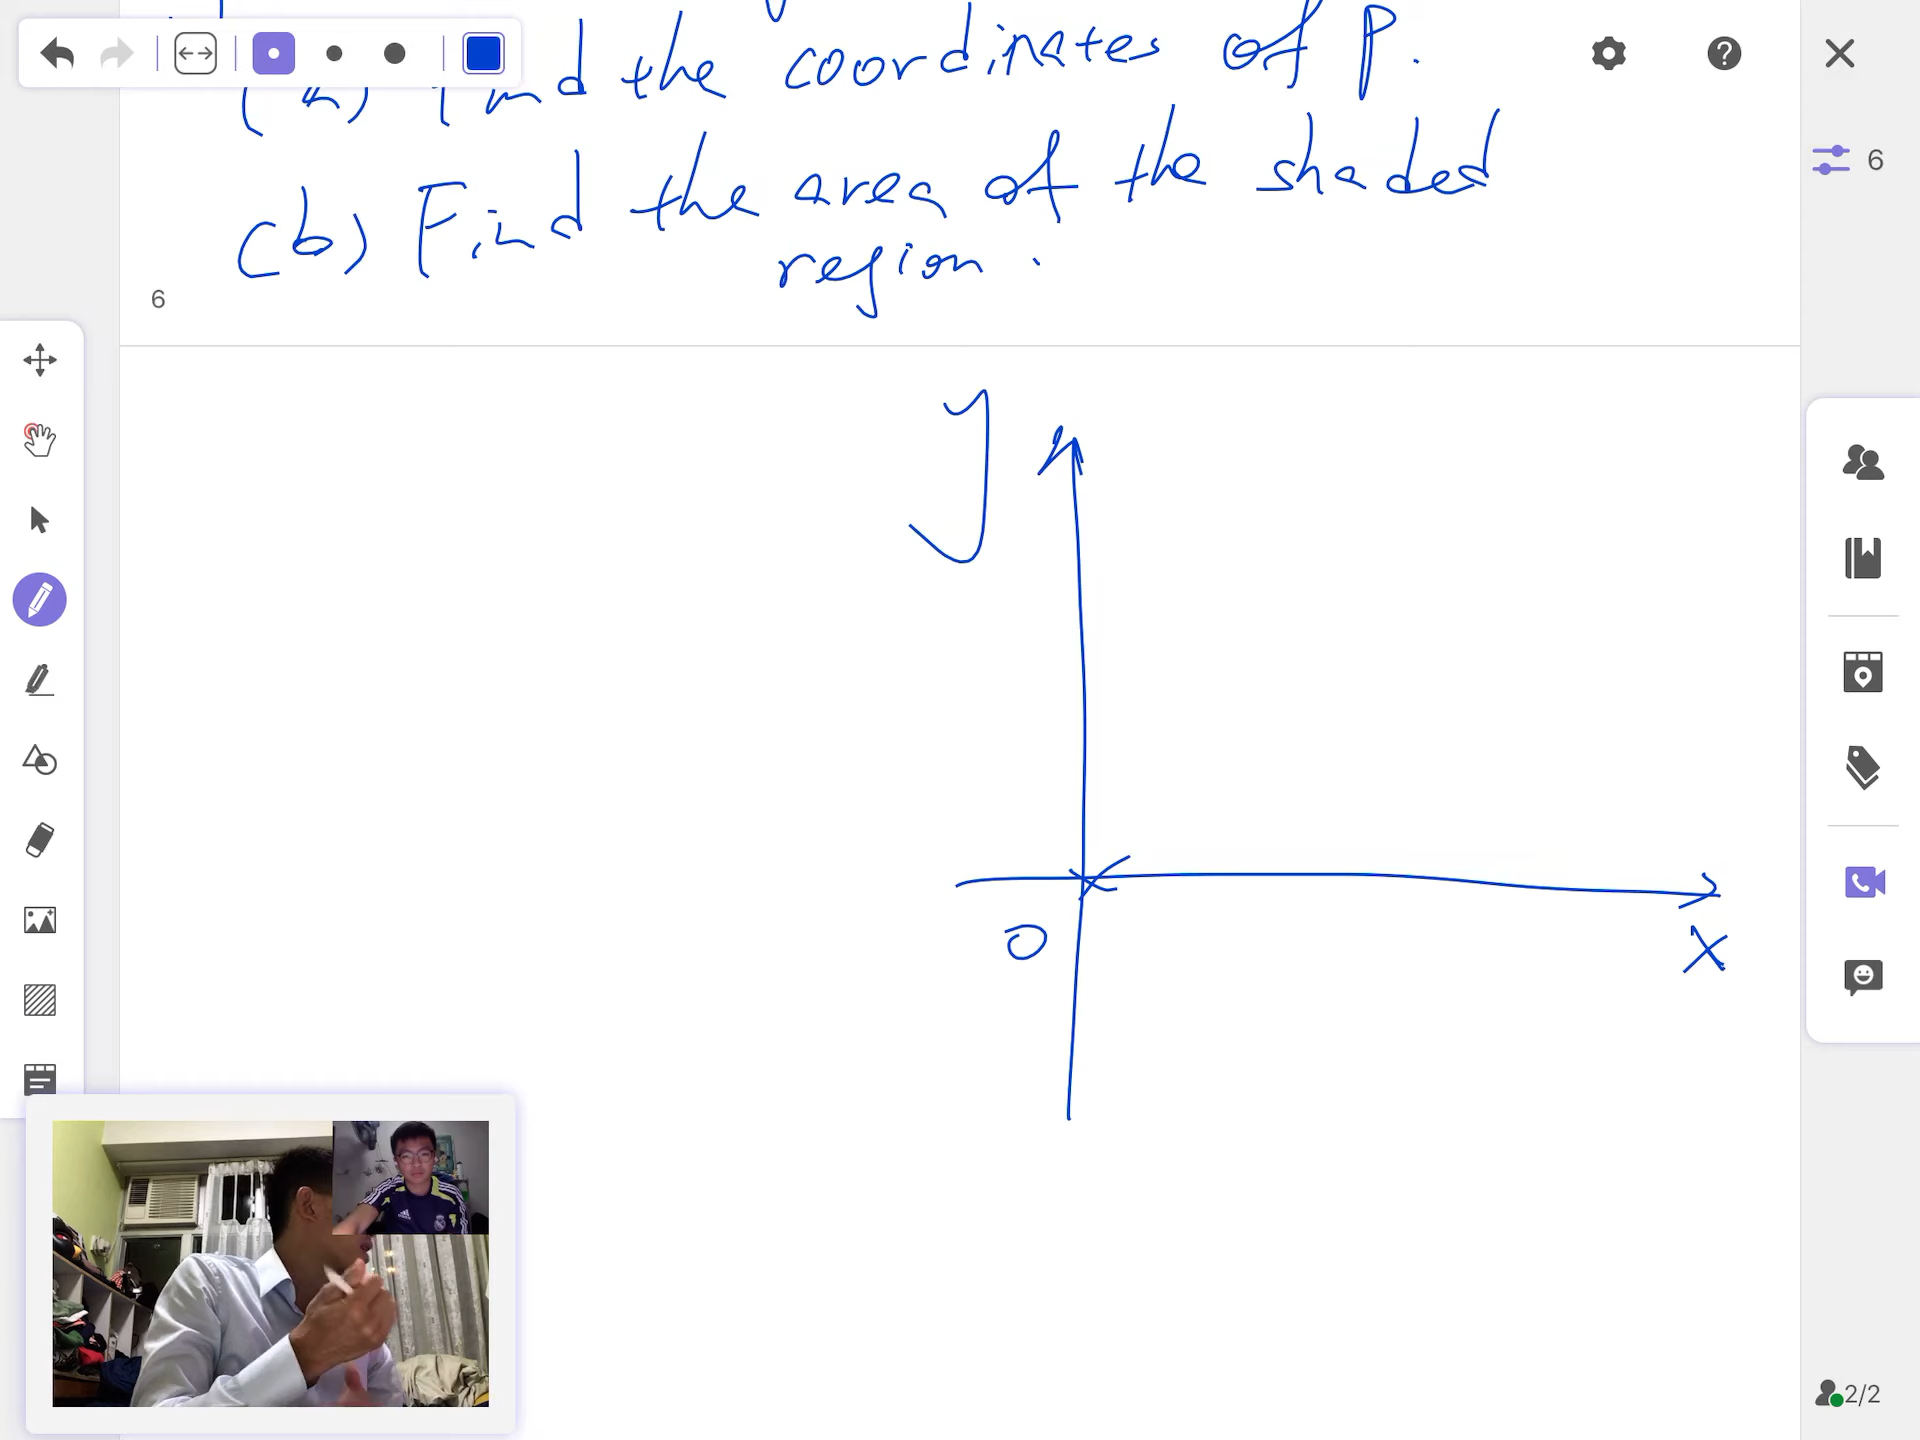 (a) Find the coordinates of P.
(b) Find the area of the shaded
region.
6
6
y
O
x
2/2